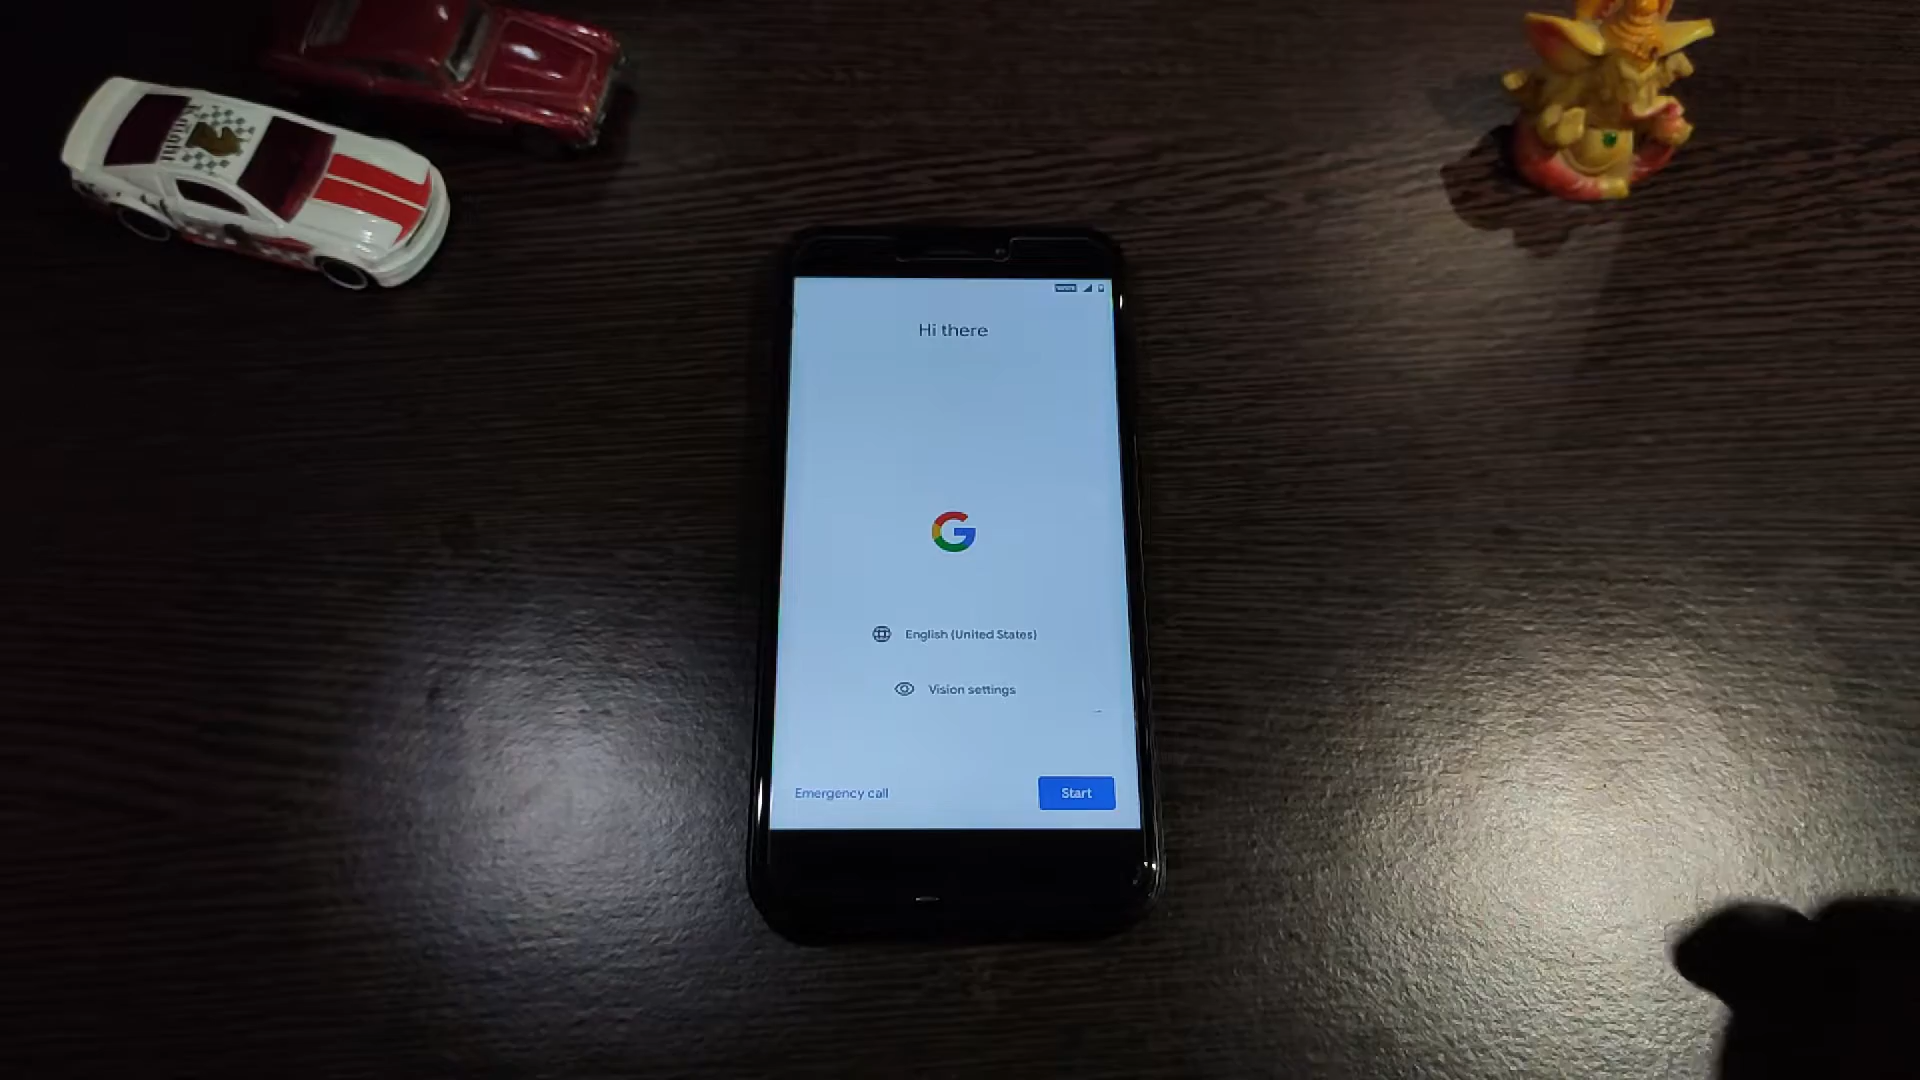 Hi there
English (United States)
Vision settings
Emergency call
Start